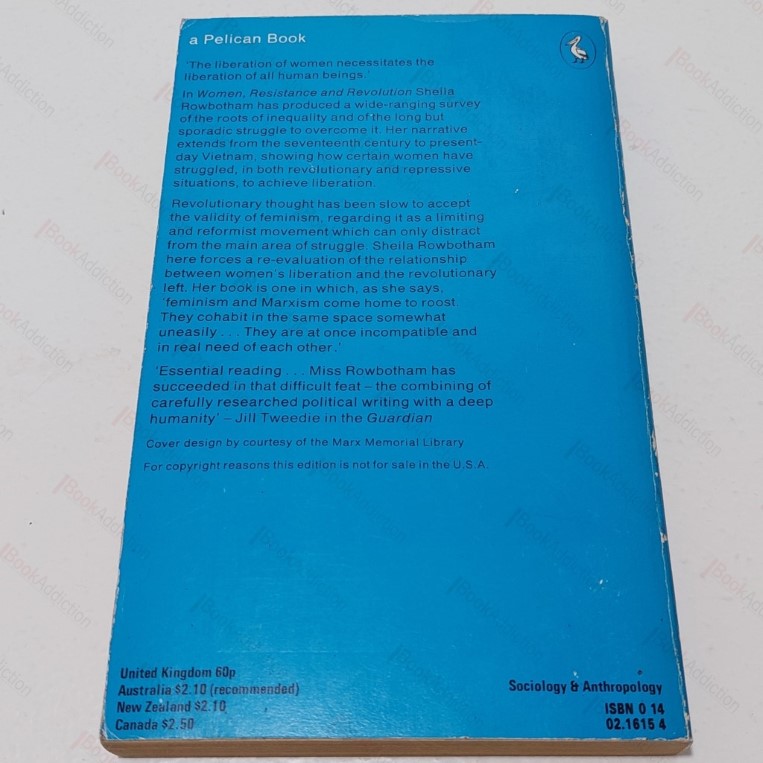 a Pelican Book
'The liberation of women necessitates the
liberation of all human beings.'
In Women, Resistance and Revolution Sheila
Rowbotham has produced a wide-ranging survey
of the roots of inequality and of the long but
sporadic struggle to overcome it. Her narrative
extends from the seventeenth century to present-
day Vietnam, showing how certain women have
struggled, in both revolutionary and repressive
situations, to achieve liberation.
Revolutionary thought has been slow to accept
the validity of feminism, regarding it as a limiting
and reformist movement which can only distract
from the main area of struggle. Sheila Rowbotham
here forces a re-evaluation of the relationship
between women's liberation and the revolutionary
left. Her book is one in which, as she says,
'feminism and Marxism come home to roost
They cohabit in the same space somewhat
uneasily . . . They are at once incompatible and
in real need of each other.'
'Essential reading . . . Miss Rowbotham has
succeeded in that difficult feat – the combining of
carefully researched political writing with a deep
humanity' – Jill Tweedie in the Guardian
Cover design by courtesy of the Marx Memorial Library
For copyright reasons this edition is not for sale in the U.S.A.
United Kingdom 60p
Australia $2.10 (recommended)
New Zealand $2.10
Canada $2.50
Sociology & Anthropology
ISBN 0 14
02.1615 4
BookAddiction